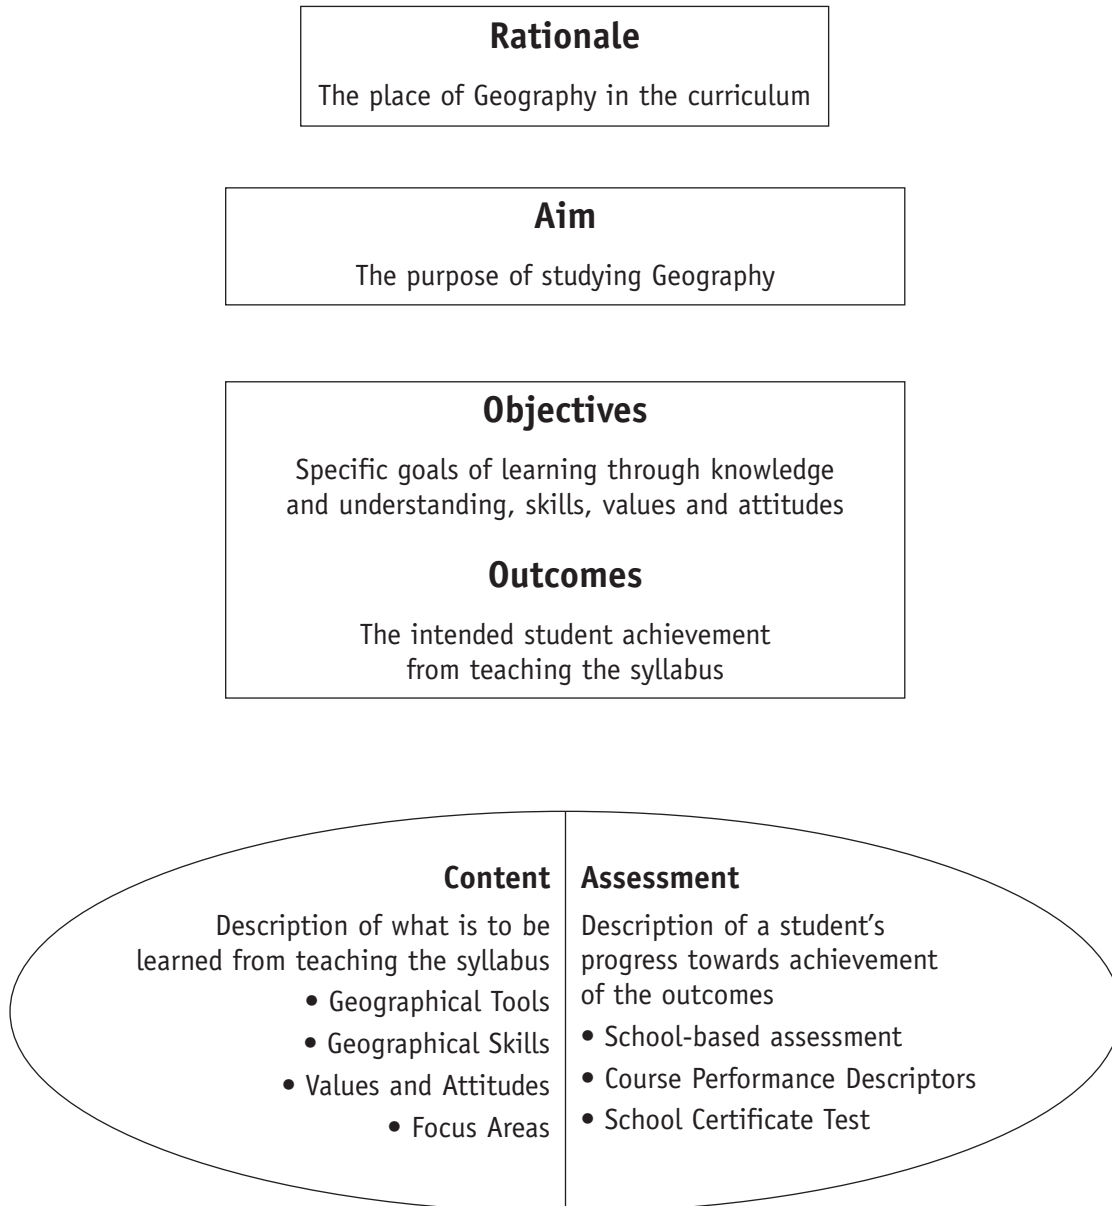 Rationale
The place of Geography in the curriculum
Aim
The purpose of studying Geography
Objectives
Specific goals of learning through knowledge
and understanding, skills, values and attitudes
Outcomes
The intended student achievement
from teaching the syllabus
Content
Description of what is to be
learned from teaching the syllabus
• Geographical Tools
• Geographical Skills
• Values and Attitudes
• Focus Areas
Assessment
Description of a student’s
progress towards achievement
of the outcomes
• School-based assessment
• Course Performance Descriptors
• School Certificate Test